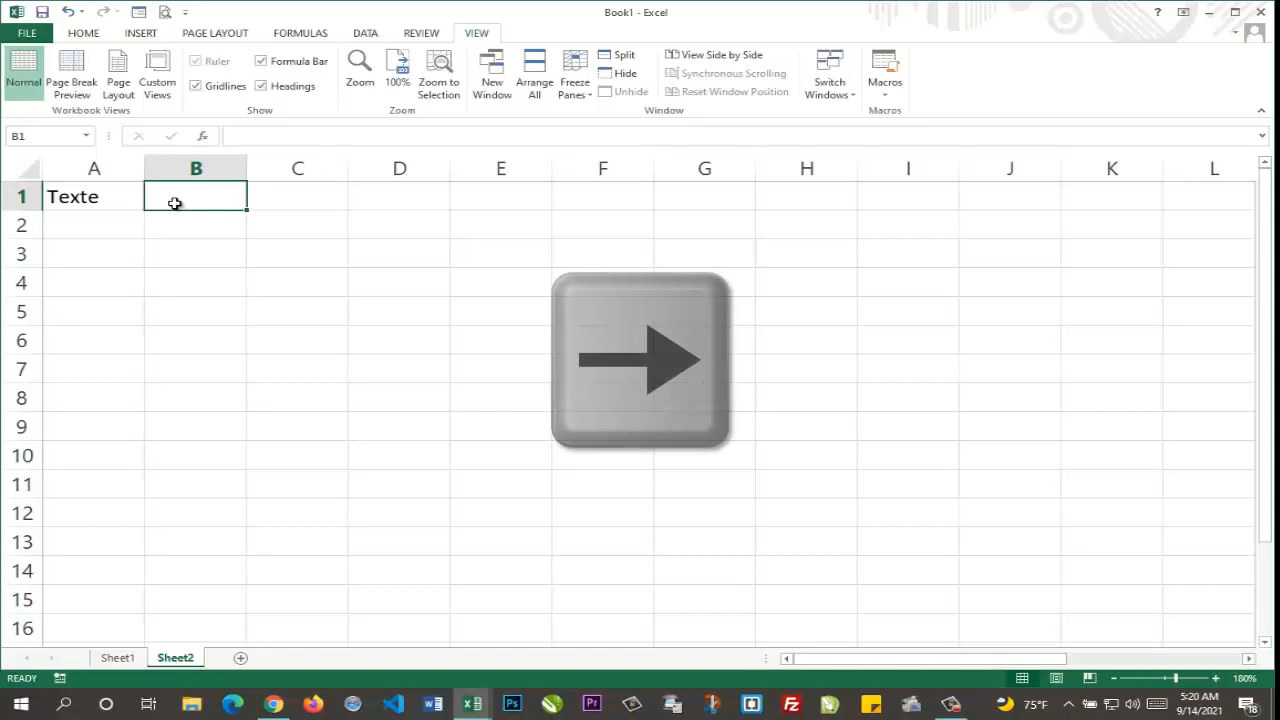 Book1 - Excel
?
FILE HOME INSERT PAGE LAYOUT FORMULAS DATA REVIEW VIEW
Normal Page Break Preview Page Layout Custom Views
Workbook Views
Ruler Formula Bar
Gridlines Headings
Show
Zoom 100% Zoom to Selection
Zoom
New Window Arrange All Freeze Panes
Split
Hide
Unhide
View Side by Side
Synchronous Scrolling
Reset Window Position
Window
Switch Windows
Macros
Macros
B1 fx
A B C D E F G H I J K L
1 Texte
2
3
4
5
6
7
8
9
10
11
12
13
14
15
16
Sheet1 Sheet2
READY 180%
75°F 5:20 AM
9/14/2021 18